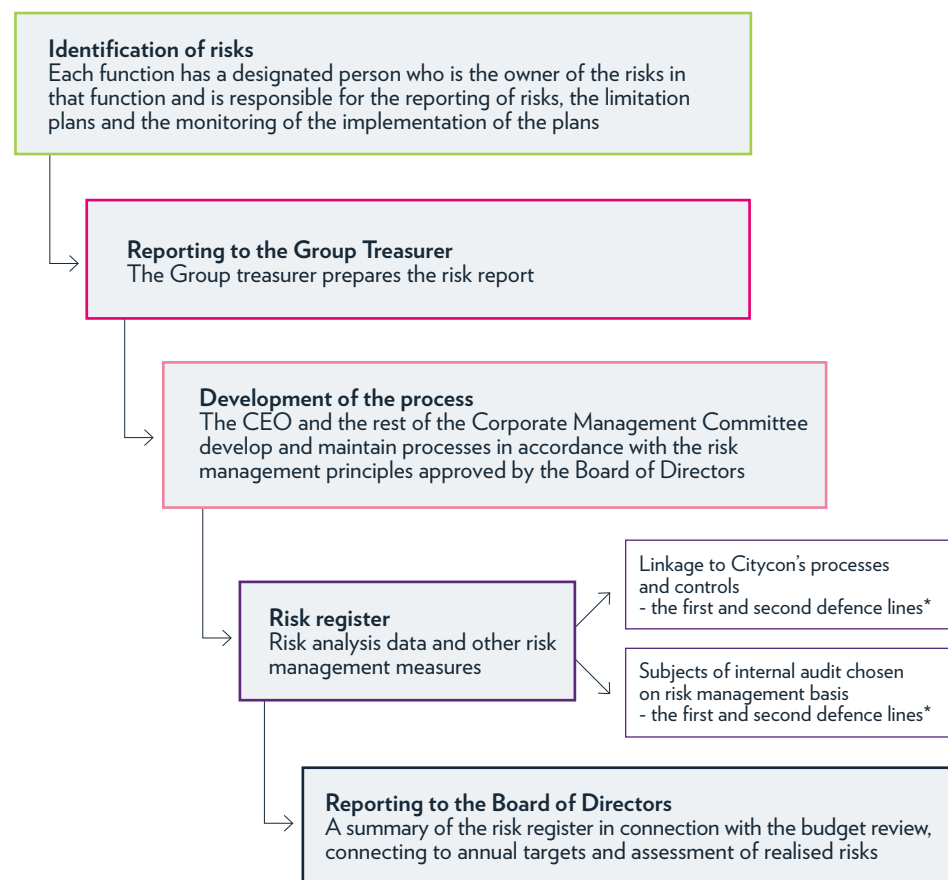 Identification of risks
Each function has a designated person who is the owner of the risks in
that function and is responsible for the reporting of risks, the limitation
plans and the monitoring of the implementation of the plans
Reporting to the Group Treasurer
The Group treasurer prepares the risk report
Development of the process
The CEO and the rest of the Corporate Management Committee
develop and maintain processes in accordance with the risk
management principles approved by the Board of Directors
Risk register
Risk analysis data and other risk
management measures
Linkage to Citycon's processes
and controls
- the first and second defence lines*
Subjects of internal audit chosen
on risk management basis
- the first and second defence lines*
Reporting to the Board of Directors
A summary of the risk register in connection with the budget review,
connecting to annual targets and assessment of realised risks